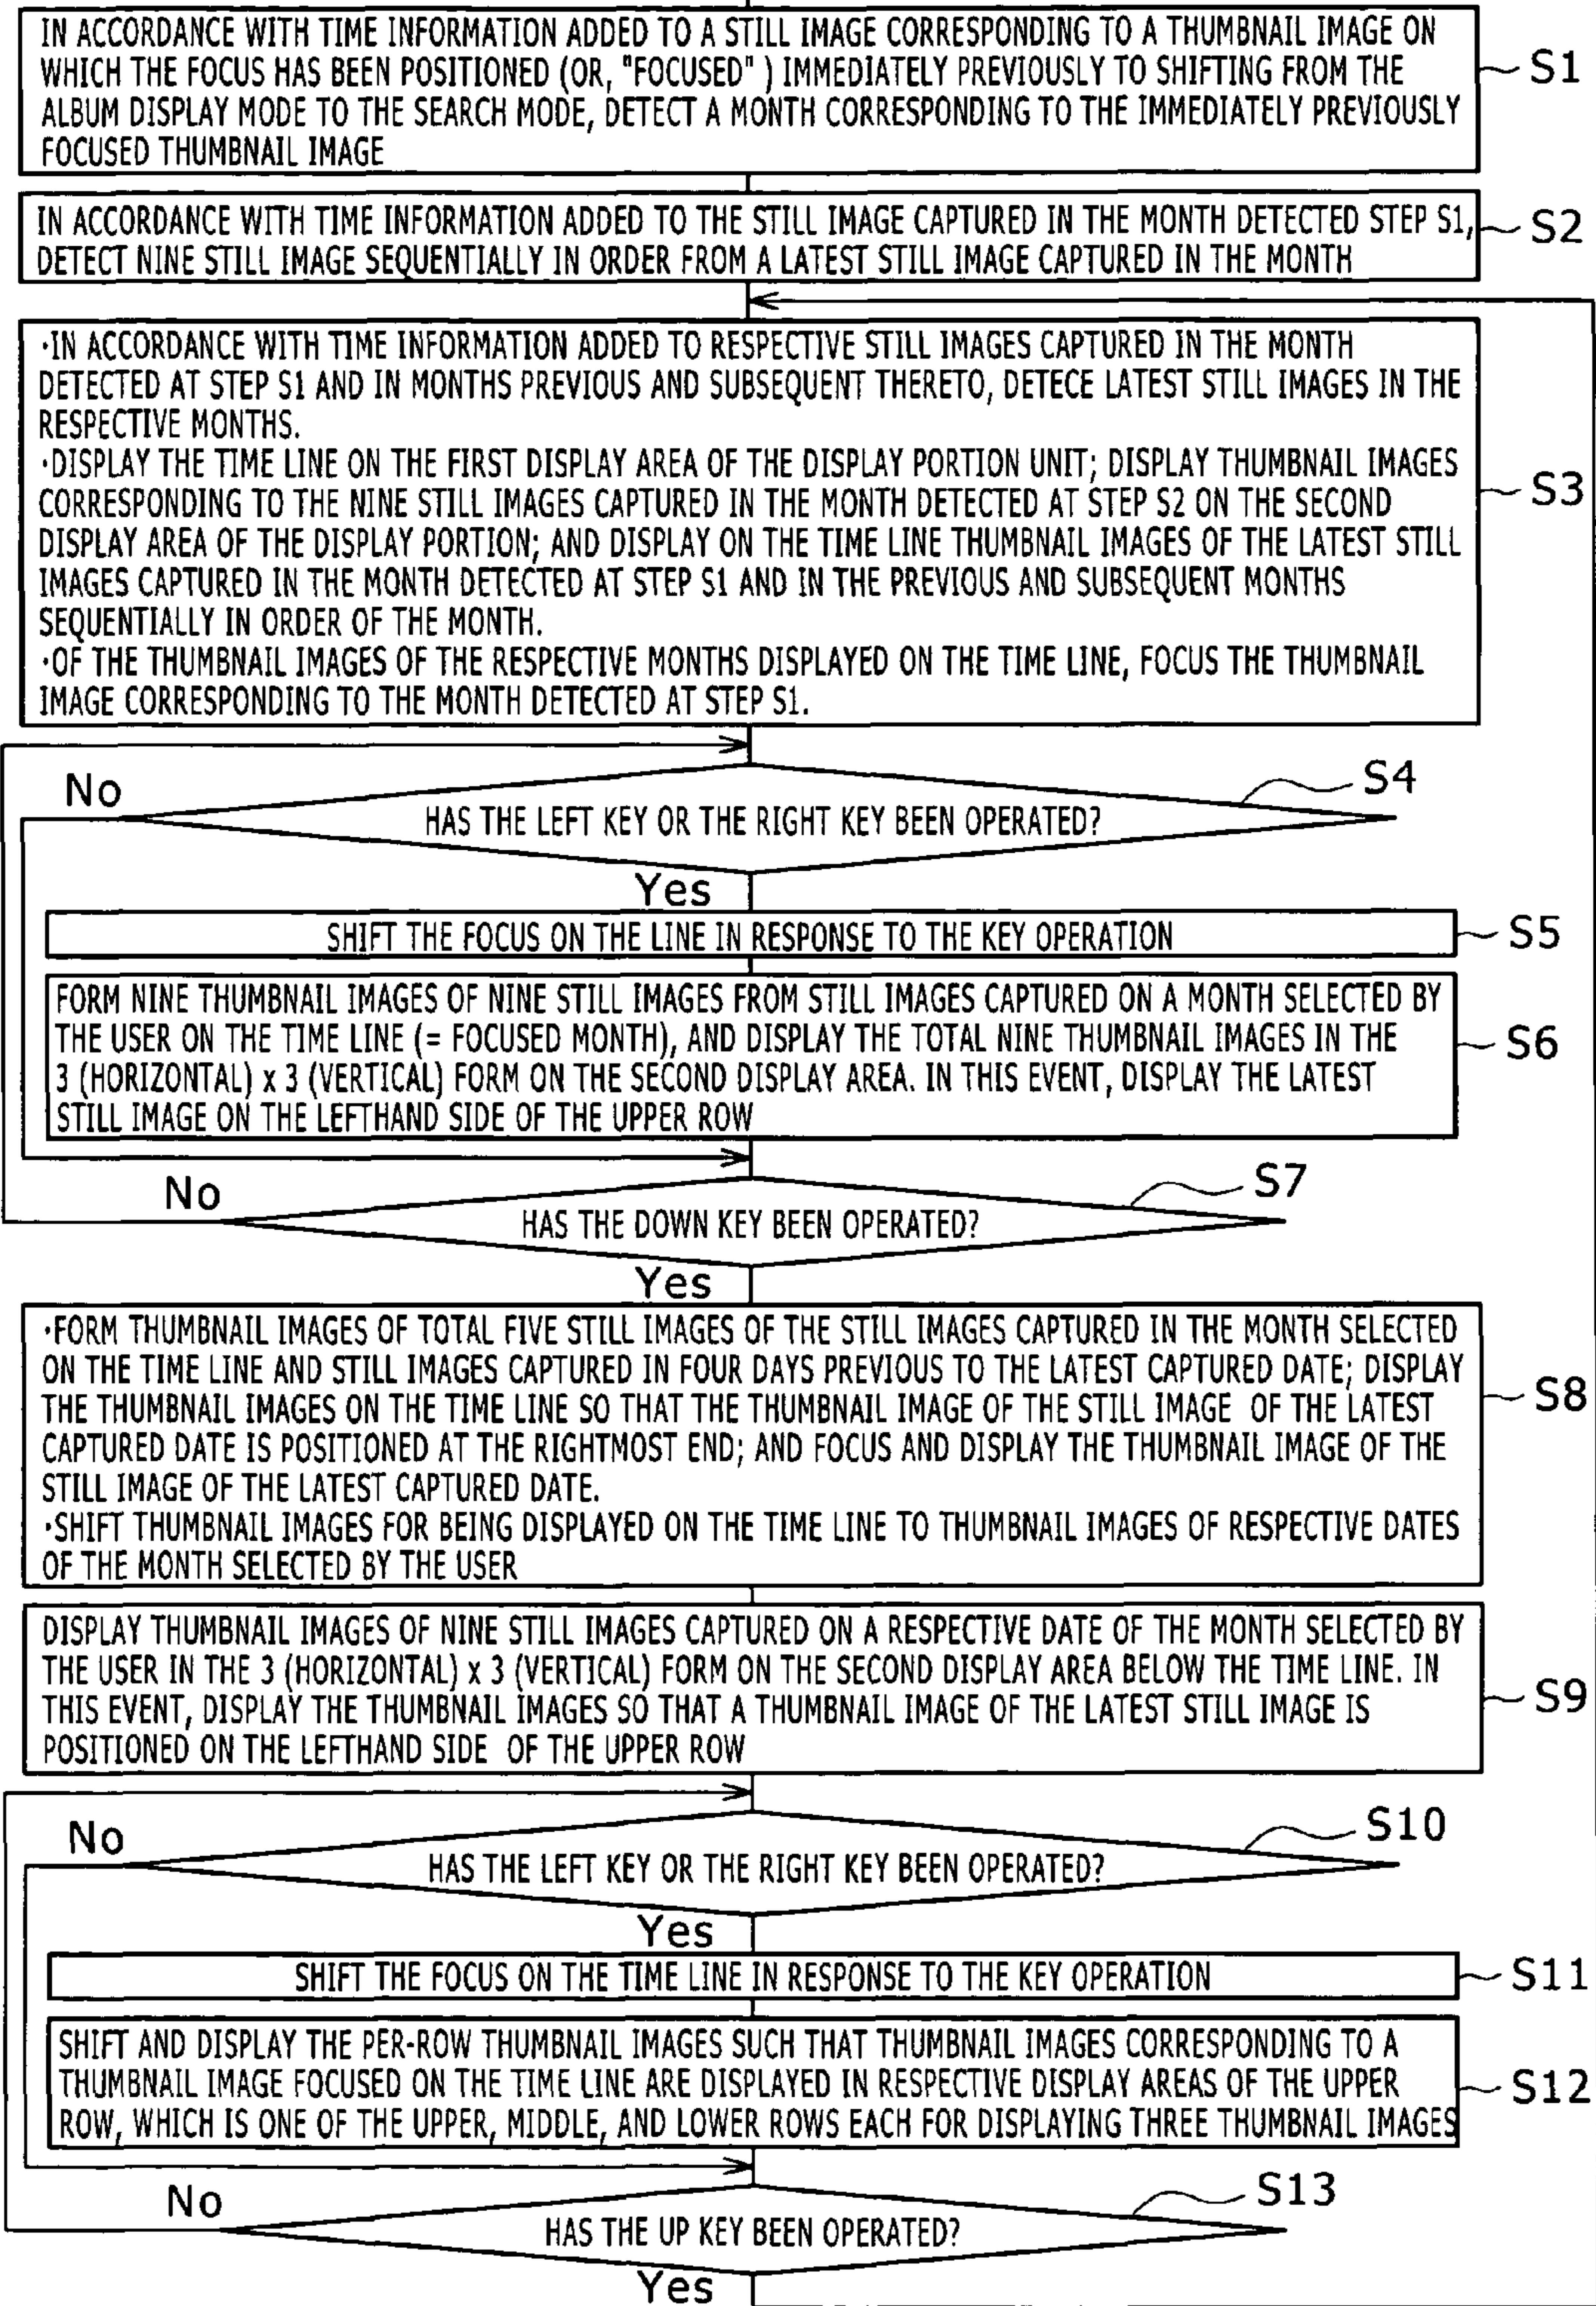 IN ACCORDANCE WITH TIME INFORMATION ADDED TO A STILL IMAGE CORRESPONDING TO A THUMBNAIL IMAGE ON
WHICH THE FOCUS HAS BEEN POSITIONED (OR, "FOCUSED" ) IMMEDIATELY PREVIOUSLY TO SHIFTING FROM THE
ALBUM DISPLAY MODE TO THE SEARCH MODE, DETECT A MONTH CORRESPONDING TO THE IMMEDIATELY PREVIOUSLY
FOCUSED THUMBNAIL IMAGE
S1
IN ACCORDANCE WITH TIME INFORMATION ADDED TO THE STILL IMAGE CAPTURED IN THE MONTH DETECTED STEP S1,
DETECT NINE STILL IMAGE SEQUENTIALLY IN ORDER FROM A LATEST STILL IMAGE CAPTURED IN THE MONTH
S2
·IN ACCORDANCE WITH TIME INFORMATION ADDED TO RESPECTIVE STILL IMAGES CAPTURED IN THE MONTH
DETECTED AT STEP S1 AND IN MONTHS PREVIOUS AND SUBSEQUENT THERETO, DETECE LATEST STILL IMAGES IN THE
RESPECTIVE MONTHS.
·DISPLAY THE TIME LINE ON THE FIRST DISPLAY AREA OF THE DISPLAY PORTION UNIT; DISPLAY THUMBNAIL IMAGES
CORRESPONDING TO THE NINE STILL IMAGES CAPTURED IN THE MONTH DETECTED AT STEP S2 ON THE SECOND
DISPLAY AREA OF THE DISPLAY PORTION; AND DISPLAY ON THE TIME LINE THUMBNAIL IMAGES OF THE LATEST STILL
IMAGES CAPTURED IN THE MONTH DETECTED AT STEP S1 AND IN THE PREVIOUS AND SUBSEQUENT MONTHS
SEQUENTIALLY IN ORDER OF THE MONTH.
·OF THE THUMBNAIL IMAGES OF THE RESPECTIVE MONTHS DISPLAYED ON THE TIME LINE, FOCUS THE THUMBNAIL
IMAGE CORRESPONDING TO THE MONTH DETECTED AT STEP S1.
S3
No
HAS THE LEFT KEY OR THE RIGHT KEY BEEN OPERATED?
S4
Yes
SHIFT THE FOCUS ON THE LINE IN RESPONSE TO THE KEY OPERATION
S5
FORM NINE THUMBNAIL IMAGES OF NINE STILL IMAGES FROM STILL IMAGES CAPTURED ON A MONTH SELECTED BY
THE USER ON THE TIME LINE (= FOCUSED MONTH), AND DISPLAY THE TOTAL NINE THUMBNAIL IMAGES IN THE
3 (HORIZONTAL) x 3 (VERTICAL) FORM ON THE SECOND DISPLAY AREA. IN THIS EVENT, DISPLAY THE LATEST
STILL IMAGE ON THE LEFTHAND SIDE OF THE UPPER ROW
S6
No
HAS THE DOWN KEY BEEN OPERATED?
S7
Yes
·FORM THUMBNAIL IMAGES OF TOTAL FIVE STILL IMAGES OF THE STILL IMAGES CAPTURED IN THE MONTH SELECTED
ON THE TIME LINE AND STILL IMAGES CAPTURED IN FOUR DAYS PREVIOUS TO THE LATEST CAPTURED DATE; DISPLAY
THE THUMBNAIL IMAGES ON THE TIME LINE SO THAT THE THUMBNAIL IMAGE OF THE STILL IMAGE OF THE LATEST
CAPTURED DATE IS POSITIONED AT THE RIGHTMOST END; AND FOCUS AND DISPLAY THE THUMBNAIL IMAGE OF THE
STILL IMAGE OF THE LATEST CAPTURED DATE.
·SHIFT THUMBNAIL IMAGES FOR BEING DISPLAYED ON THE TIME LINE TO THUMBNAIL IMAGES OF RESPECTIVE DATES
OF THE MONTH SELECTED BY THE USER
S8
DISPLAY THUMBNAIL IMAGES OF NINE STILL IMAGES CAPTURED ON A RESPECTIVE DATE OF THE MONTH SELECTED BY
THE USER IN THE 3 (HORIZONTAL) x 3 (VERTICAL) FORM ON THE SECOND DISPLAY AREA BELOW THE TIME LINE. IN
THIS EVENT, DISPLAY THE THUMBNAIL IMAGES SO THAT A THUMBNAIL IMAGE OF THE LATEST STILL IMAGE IS
POSITIONED ON THE LEFTHAND SIDE OF THE UPPER ROW
S9
No
HAS THE LEFT KEY OR THE RIGHT KEY BEEN OPERATED?
S10
Yes
SHIFT THE FOCUS ON THE TIME LINE IN RESPONSE TO THE KEY OPERATION
S11
SHIFT AND DISPLAY THE PER-ROW THUMBNAIL IMAGES SUCH THAT THUMBNAIL IMAGES CORRESPONDING TO A
THUMBNAIL IMAGE FOCUSED ON THE TIME LINE ARE DISPLAYED IN RESPECTIVE DISPLAY AREAS OF THE UPPER
ROW, WHICH IS ONE OF THE UPPER, MIDDLE, AND LOWER ROWS EACH FOR DISPLAYING THREE THUMBNAIL IMAGES
S12
No
HAS THE UP KEY BEEN OPERATED?
S13
Yes